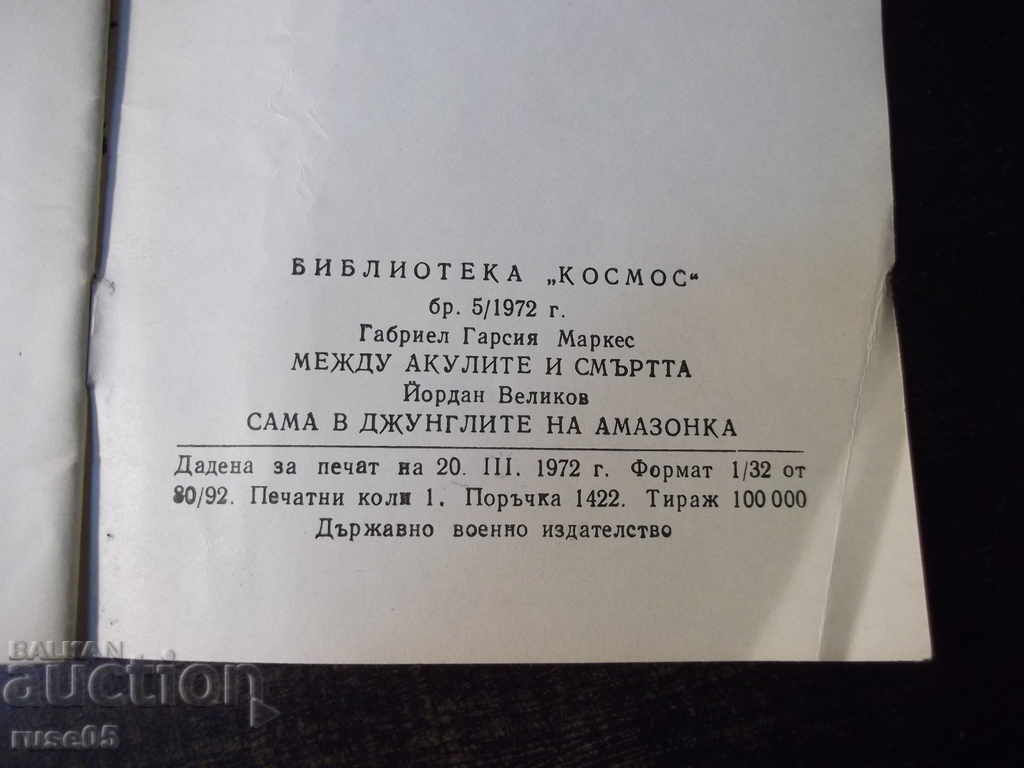 БИБЛИОТЕКА „КОСМОС“
бр. 5/1972 г.
Габриел Гарсия Маркес
МЕЖДУ АКУЛИТЕ И СМЪРТТА
Йордан Великов
САМА В ДЖУНГЛИТЕ НА АМАЗОНКА
Дадена за печат на 20. III. 1972 г. Формат 1/32 от
80/92. Печатни коли 1. Поръчка 1422. Тираж 100 000
Държавно военно издателство
BALKAN
auction
ruse05